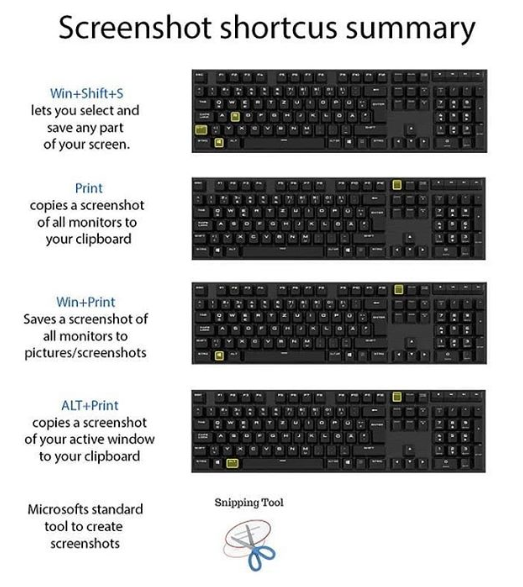 Screenshot shortcus summary
Win+Shift+S
lets you select and
save any part
of your screen.
Print
copies a screenshot
of all monitors to
your clipboard
Win+Print
Saves a screenshot of
all monitors to
pictures/screenshots
ALT+Print
copies a screenshot
of your active window
to your clipboard
Microsofts standard
tool to create
screenshots
Snipping Tool